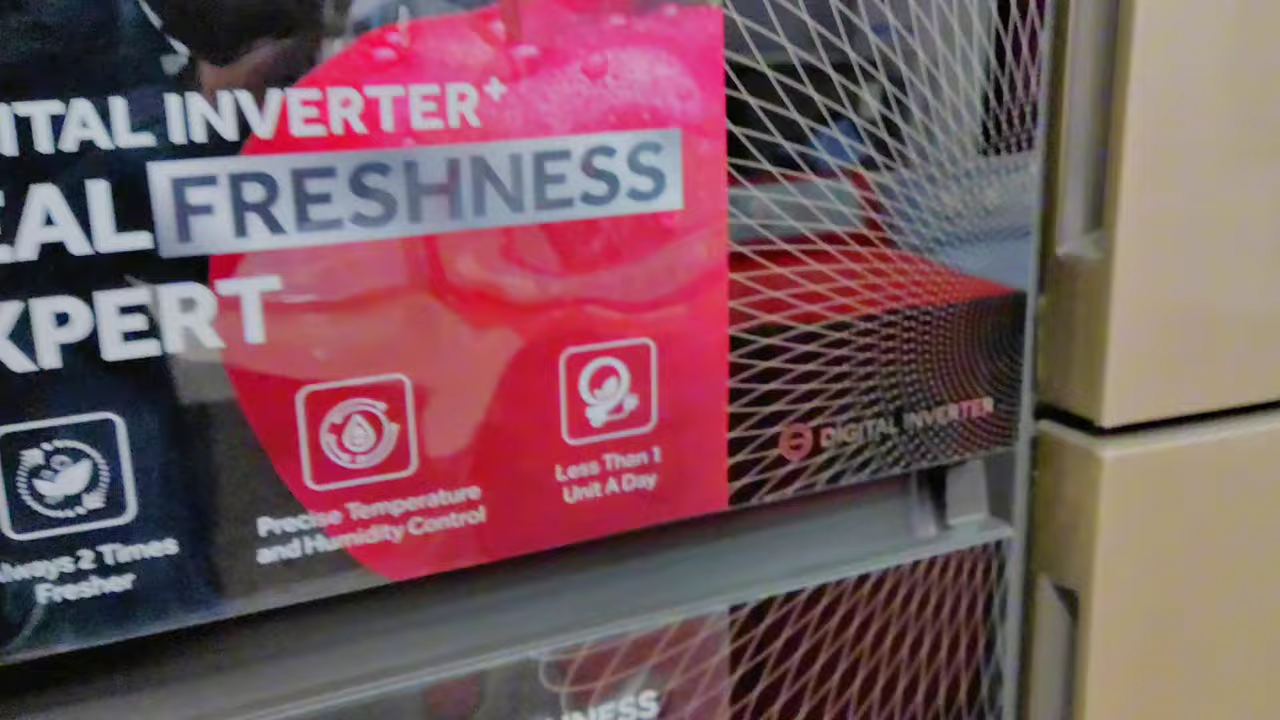 ITAL INVERTER+
EAL FRESHNESS
XPERT
Always 2 Times
Fresher
Precise Temperature
and Humidity Control
Less Than 1
Unit A Day
DIGITAL INVERTER
NESS